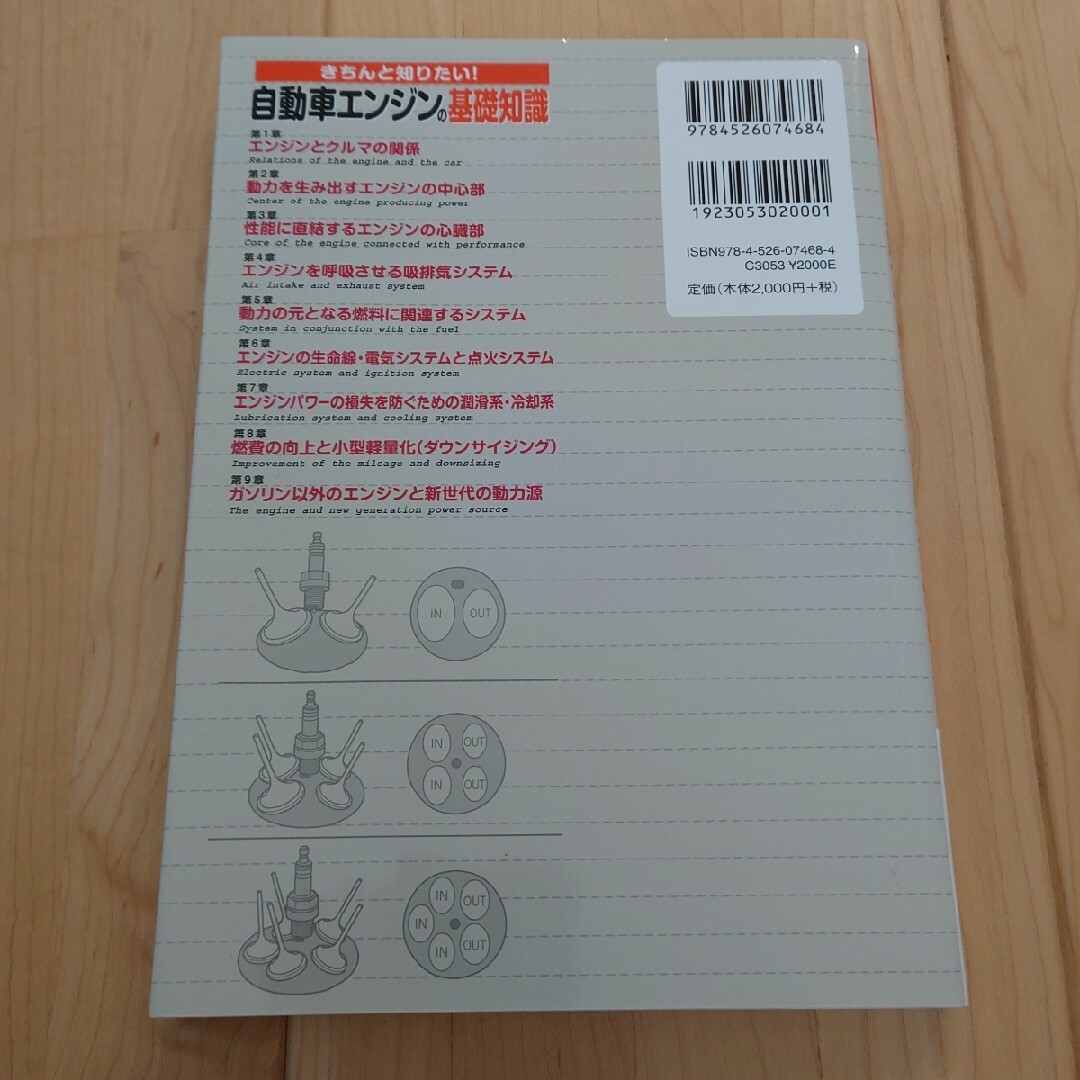 きちんと知りたい!
自動車エンジンの基礎知識
第1章
エンジンとクルマの関係
Relations of the engine and the car
第2章
動力を生み出すエンジンの中心部
Center of the engine producing power
第3章
性能に直結するエンジンの心臓部
Core of the engine connected with performance
第4章
エンジンを呼吸させる吸排気システム
Air intake and exhaust system
第5章
動力の元となる燃料に関連するシステム
System in conjunction with the fuel
第6章
エンジンの生命線・電気システムと点火システム
Electric system and ignition system
第7章
エンジンパワーの損失を防ぐための潤滑系・冷却系
Lubrication system and cooling system
第8章
燃費の向上と小型軽量化(ダウンサイジング)
Improvement of the mileage and downsizing
第9章
ガソリン以外のエンジンと新世代の動力源
The engine and new generation power source
9784526074684
1923053020001
ISBN978-4-526-07468-4
C3053 ¥2000E
定価(本体2,000円+税)
IN OUT
IN OUT
IN OUT
IN OUT
IN
IN OUT
OUT